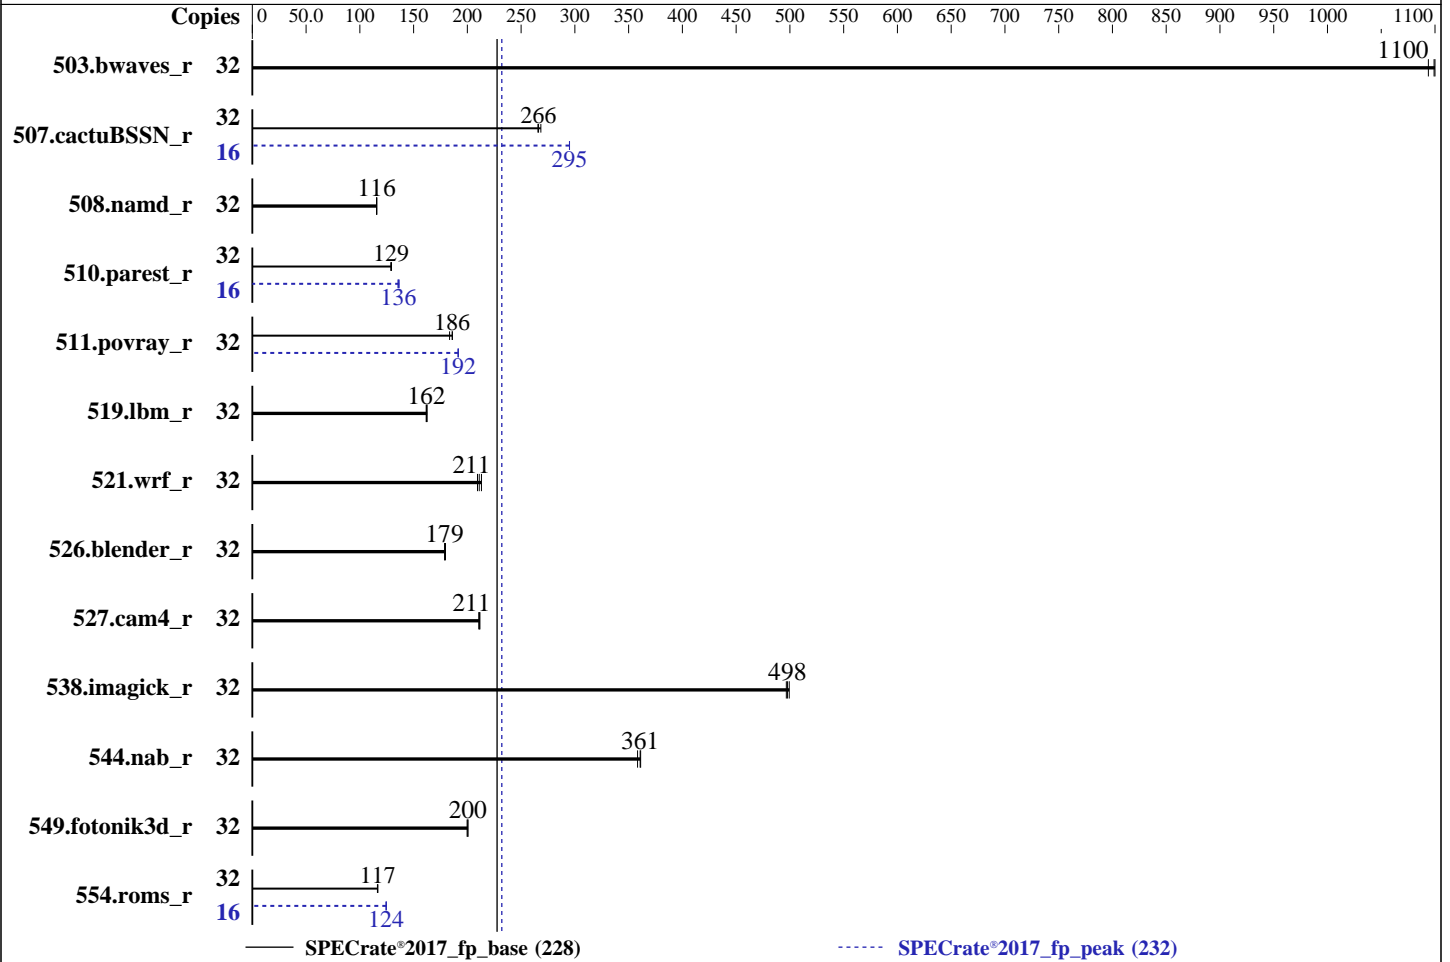 Copies 0 50.0 100 150 200 250 300 350 400 450 500 550 600 650 700 750 800 850 900 950 1000 1100
503.bwaves_r 32 1100
507.cactuBSSN_r 32 266
16 295
508.namd_r 32 116
510.parest_r 32 129
16 136
511.povray_r 32 186
192
519.lbm_r 32 162
521.wrf_r 32 211
526.blender_r 32 179
527.cam4_r 32 211
538.imagick_r 32 498
544.nab_r 32 361
549.fotonik3d_r 32 200
554.roms_r 32 117
16 124
SPECrate®2017_fp_base (228) SPECrate®2017_fp_peak (232)